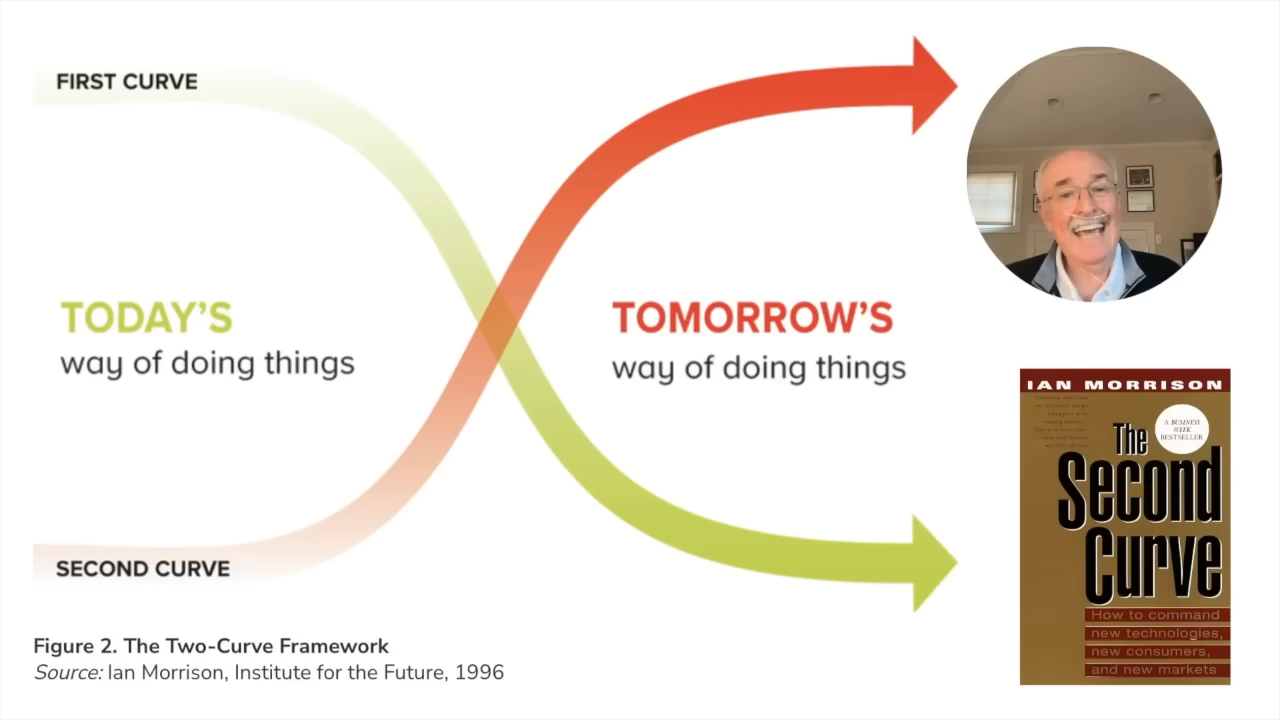 FIRST CURVE
TODAY'S
way of doing things
SECOND CURVE
TOMORROW'S
way of doing things
Figure 2. The Two-Curve Framework
Source: Ian Morrison, Institute for the Future, 1996
IAN MORRISON
A BUSINESS
WEEK
BESTSELLER
The
Second
Curve
How to command
new technologies,
new consumers,
and new markets